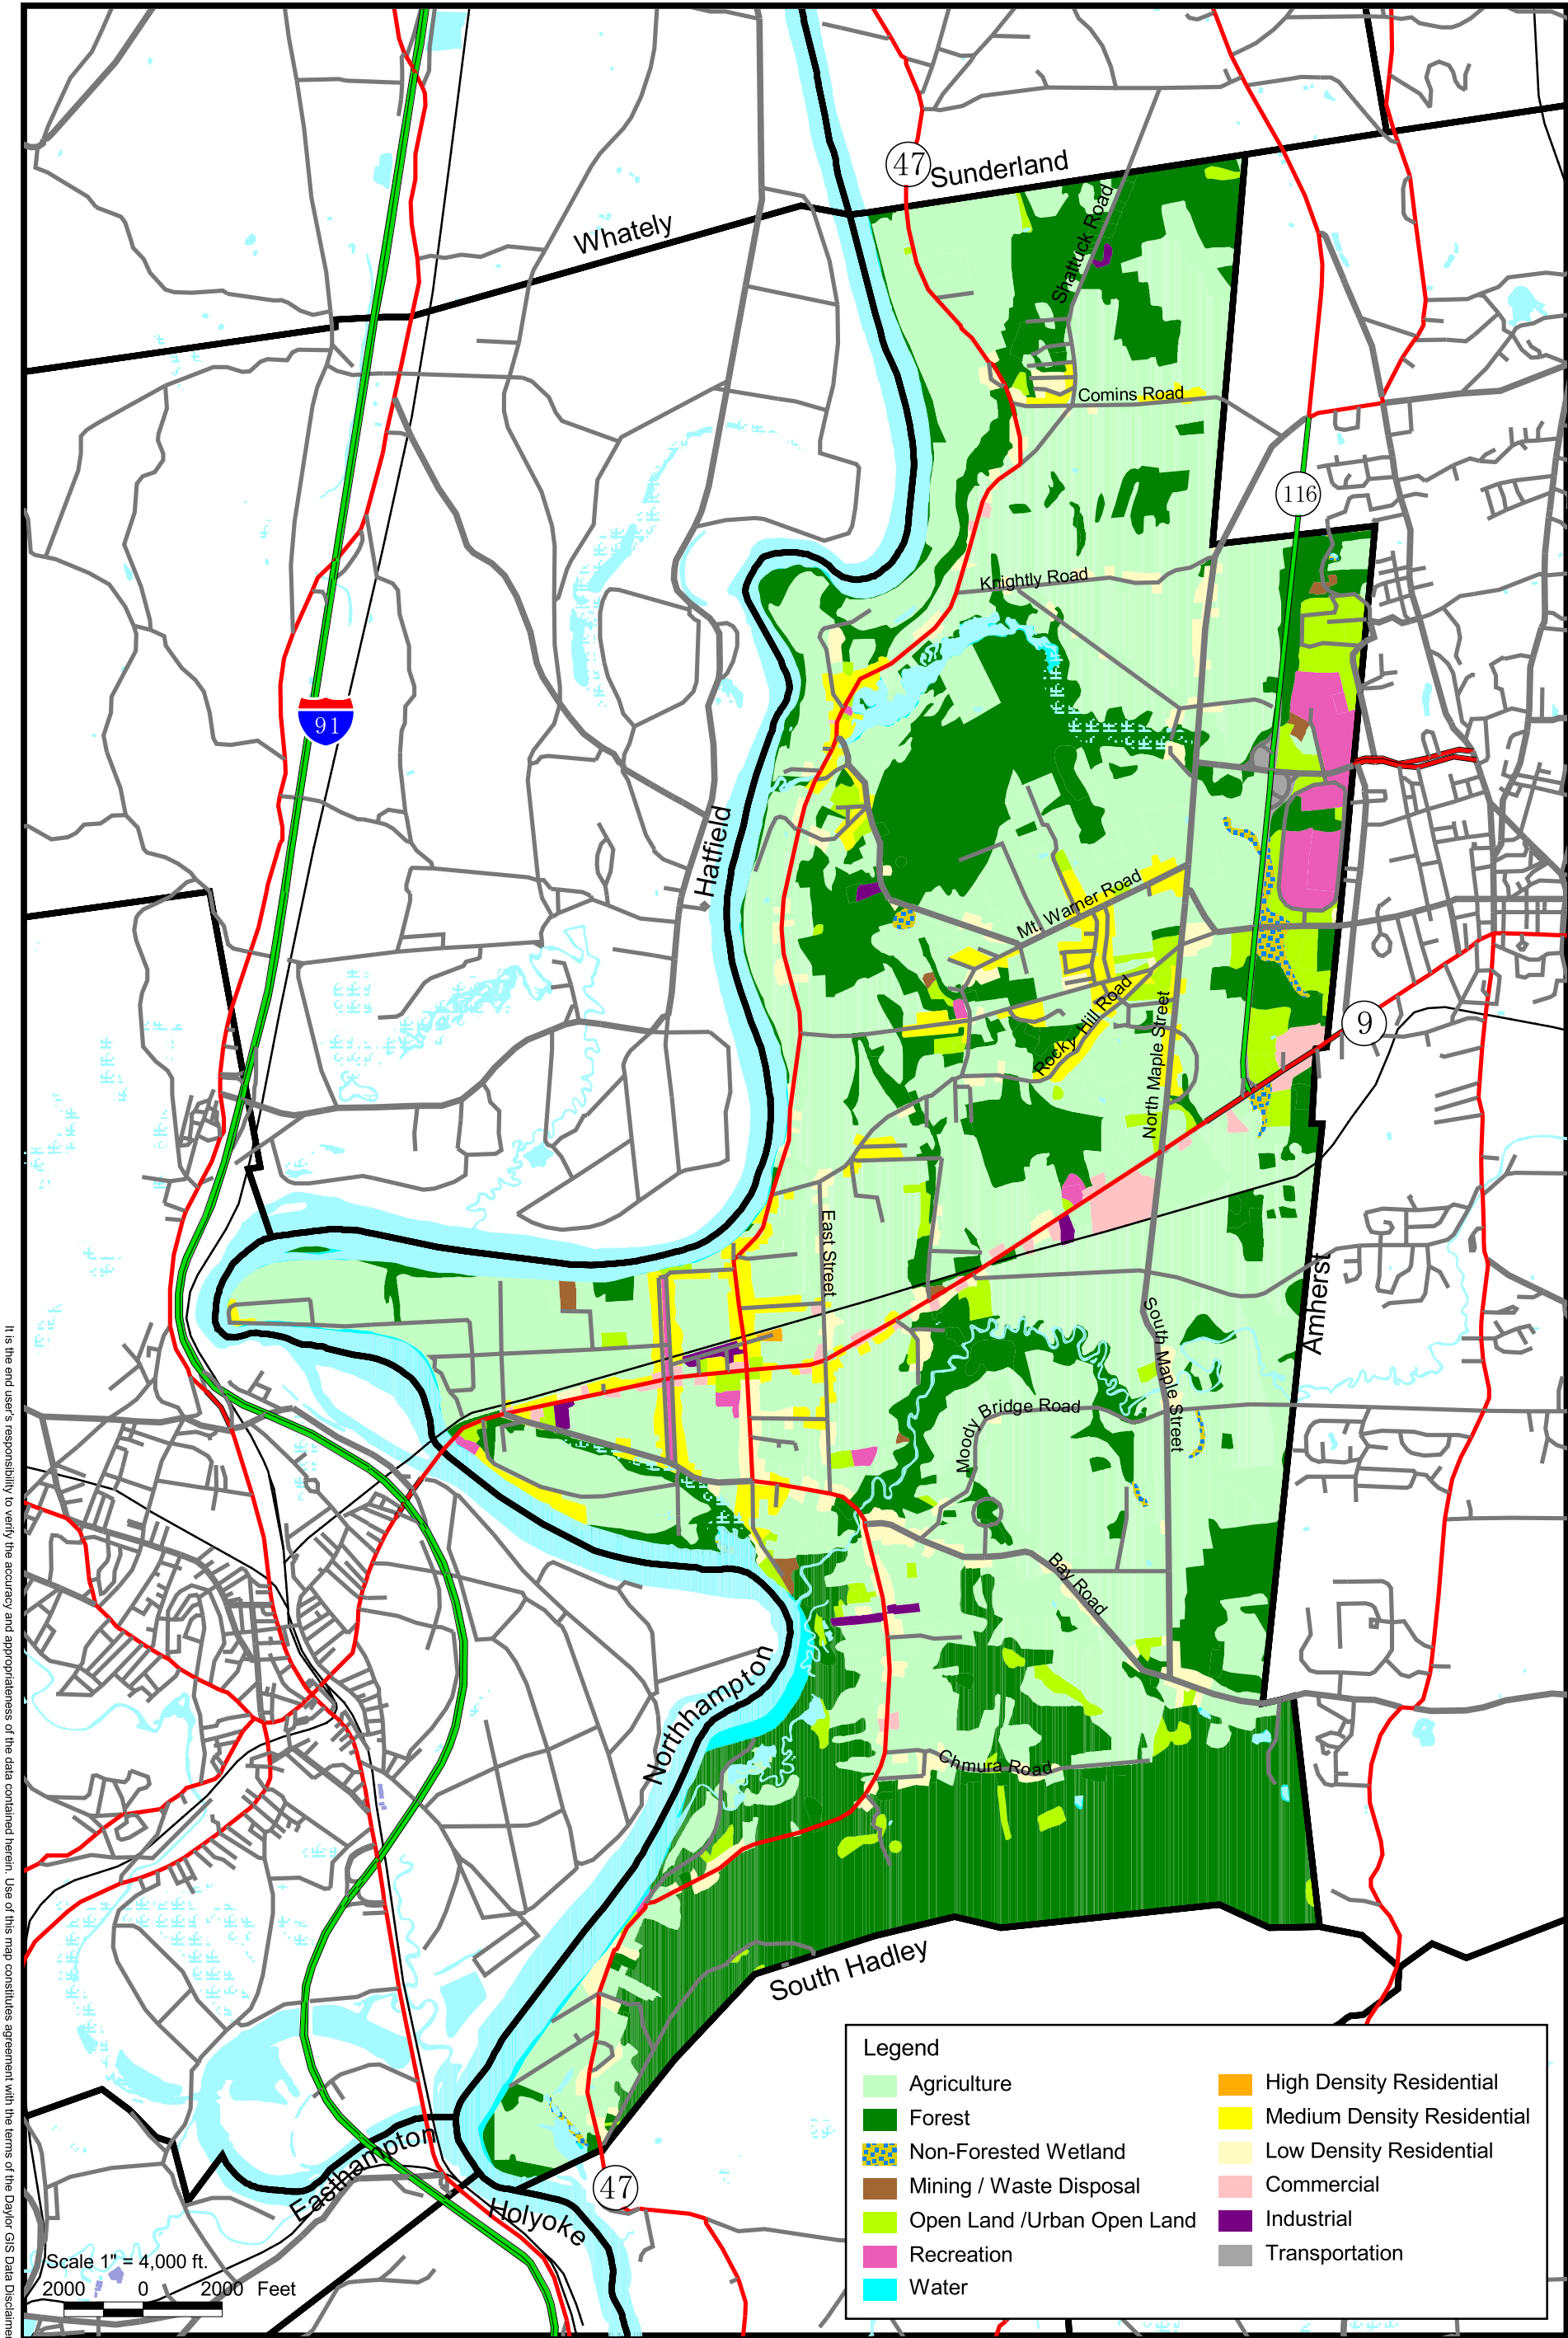 47
Sunderland
Whately
Shattuck Road
Comins Road
116
Knightly Road
91
Hatfield
Mt. Warner Road
Rocky Hill Road
North Maple Street
9
East Street
Amherst
South Maple Street
Moody Bridge Road
Bay Road
Northhampton
Chmura Road
South Hadley
47
Easthampton
Holyoke
Scale 1" = 4,000 ft.
2000 0 2000 Feet
Legend
Agriculture
Forest
Non-Forested Wetland
Mining / Waste Disposal
Open Land /Urban Open Land
Recreation
Water
High Density Residential
Medium Density Residential
Low Density Residential
Commercial
Industrial
Transportation
It is the end user's responsibility to verify the accuracy and appropriateness of the data contained herein. Use of this map constitutes agreement with the terms of the Daylor GIS Data Disclaimer